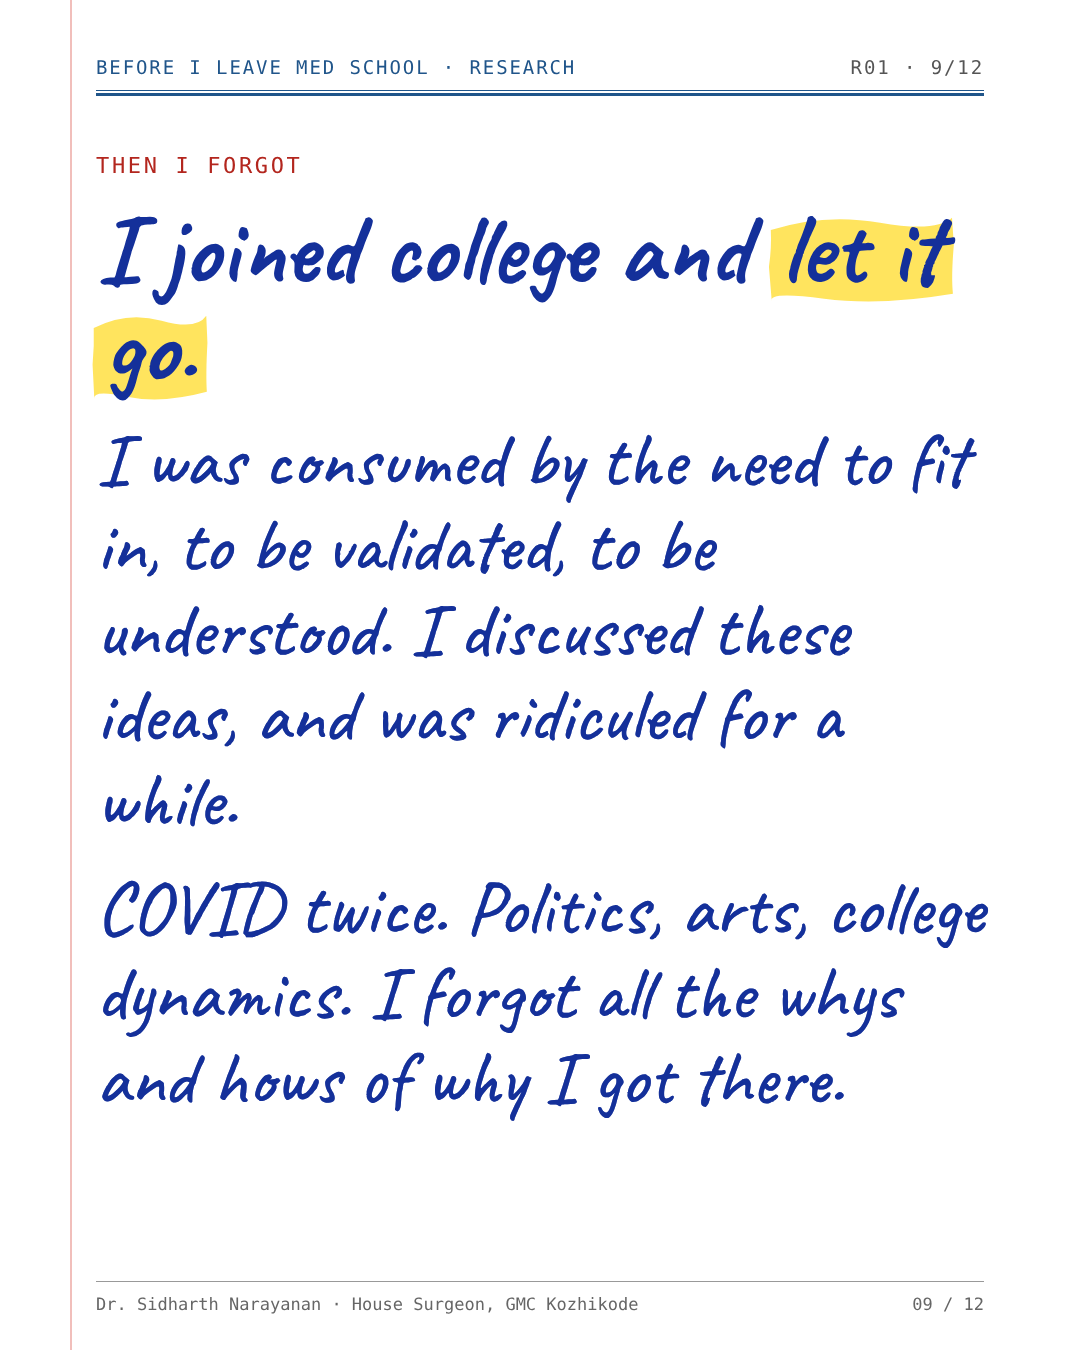 BEFORE I LEAVE MED SCHOOL · RESEARCH
R01 · 9/12
THEN I FORGOT
I joined college and let it
go.
I was consumed by the need to fit
in, to be validated, to be
understood. I discussed these
ideas, and was ridiculed for a
while.
COVID twice. Politics, arts, college
dynamics. I forgot all the whys
and hows of why I got there.
Dr. Sidharth Narayanan · House Surgeon, GMC Kozhikode
09 / 12